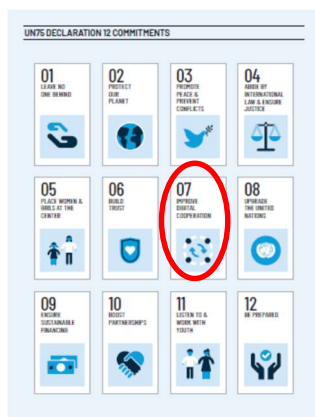 UN75 DECLARATION 12 COMMITMENTS
01
LEAVE NO
ONE BEHIND
02
PROTECT
OUR
PLANET
03
PROMOTE
PEACE &
PREVENT
CONFLICTS
04
ABIDE BY
INTERNATIONAL
LAW & ENSURE
JUSTICE
05
PLACE WOMEN &
GIRLS AT THE
CENTER
06
BUILD
TRUST
07
IMPROVE
DIGITAL
COOPERATION
08
UPGRADE
THE UNITED
NATIONS
09
ENSURE
SUSTAINABLE
FINANCING
10
BOOST
PARTNERSHIPS
11
LISTEN TO &
WORK WITH
YOUTH
12
BE PREPARED